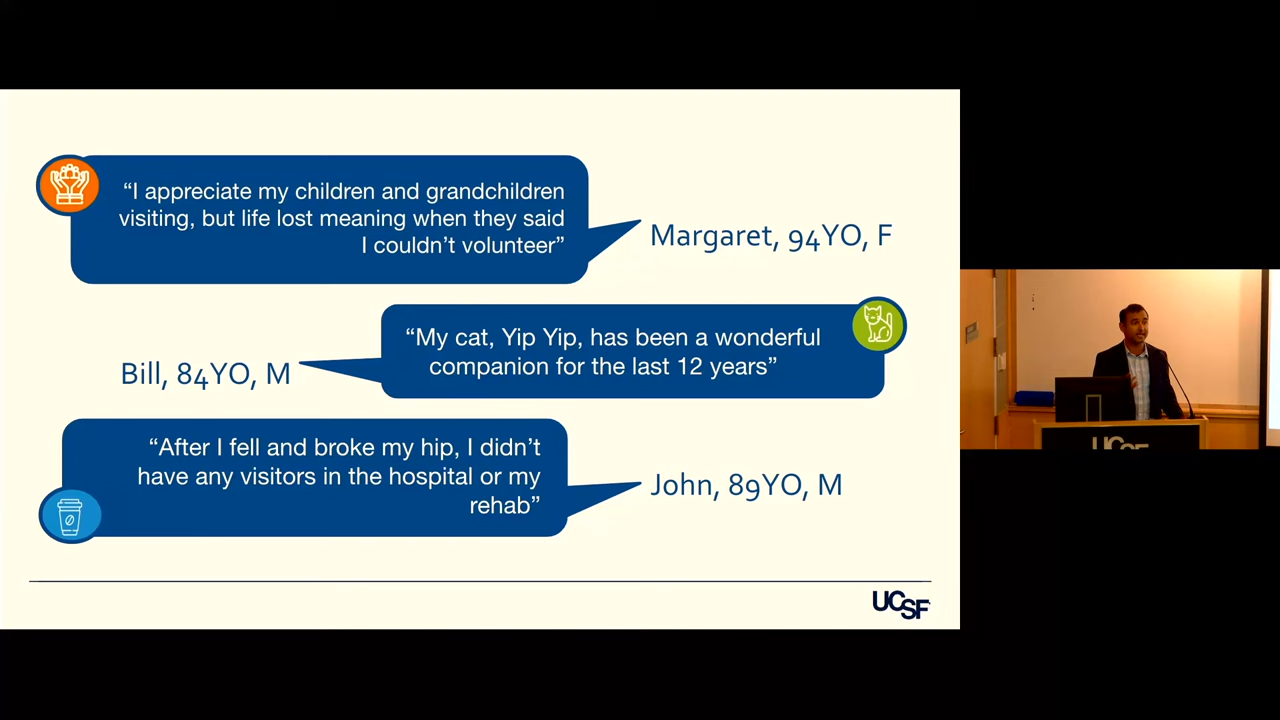 “I appreciate my children and grandchildren
visiting, but life lost meaning when they said
I couldn’t volunteer”
Margaret, 94YO, F
“My cat, Yip Yip, has been a wonderful
companion for the last 12 years”
Bill, 84YO, M
“After I fell and broke my hip, I didn’t
have any visitors in the hospital or my
rehab”
John, 89YO, M
UCSF
UCSF